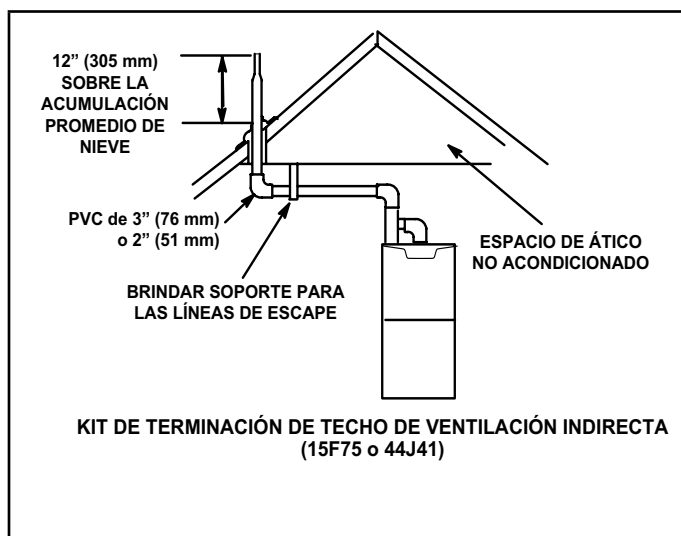 12” (305 mm)
SOBRE LA
ACUMULACIÓN
PROMEDIO DE
NIEVE
PVC de 3” (76 mm)
o 2” (51 mm)
ESPACIO DE ÁTICO
NO ACONDICIONADO
BRINDAR SOPORTE PARA
LAS LÍNEAS DE ESCAPE
KIT DE TERMINACIÓN DE TECHO DE VENTILACIÓN INDIRECTA
(15F75 o 44J41)